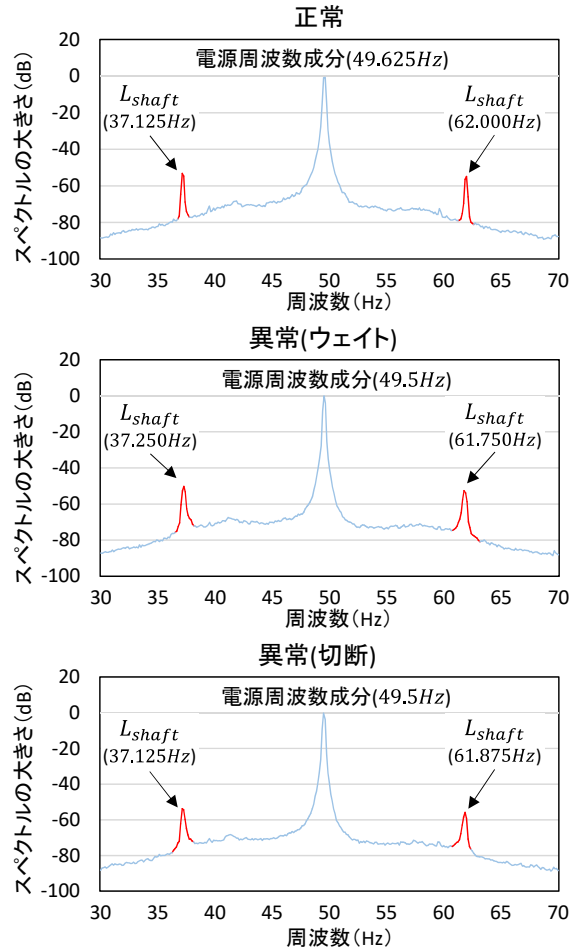 正常
スペクトルの大きさ(dB)
20
0
-20
-40
-60
-80
-100
電源周波数成分(49.625Hz)
L_shaft
(37.125Hz)
L_shaft
(62.000Hz)
30 35 40 45 50 55 60 65 70
周波数(Hz)
異常(ウェイト)
スペクトルの大きさ(dB)
20
0
-20
-40
-60
-80
-100
電源周波数成分(49.5Hz)
L_shaft
(37.250Hz)
L_shaft
(61.750Hz)
30 35 40 45 50 55 60 65 70
周波数(Hz)
異常(切断)
スペクトルの大きさ(dB)
20
0
-20
-40
-60
-80
-100
電源周波数成分(49.5Hz)
L_shaft
(37.125Hz)
L_shaft
(61.875Hz)
30 35 40 45 50 55 60 65 70
周波数(Hz)